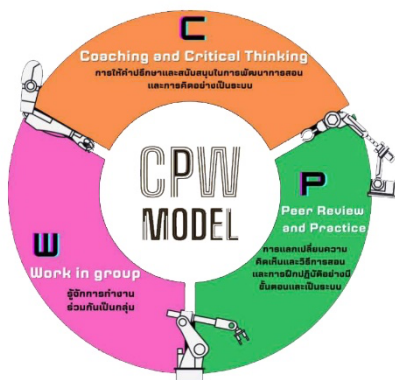 C
Coaching and Critical Thinking
การให้คำปรึกษาและสนับสนุนในการพัฒนาการสอน
และการคิดอย่างเป็นระบบ
CPW
MODEL
P
Peer Review
and Practice
การแลกเปลี่ยนความ
คิดเห็นและวิธีการสอน
และการฝึกปฏิบัติอย่างมี
ขั้นตอนและเป็นระบบ
W
Work in group
รู้จักการทำงาน
ร่วมกันเป็นกลุ่ม